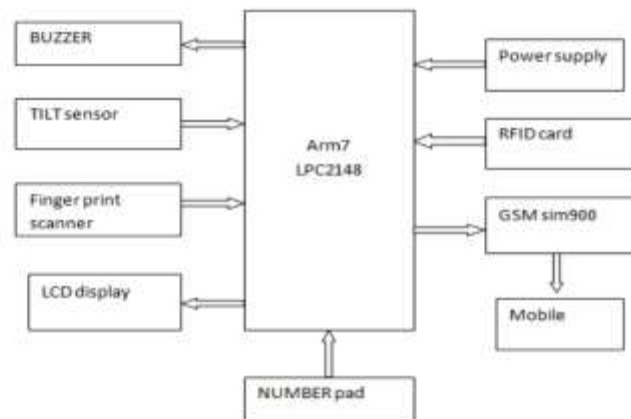 BUZZER
Power supply
TILT sensor
Arm7
LPC2148
RFID card
Finger print
scanner
GSM sim900
LCD display
Mobile
NUMBER pad